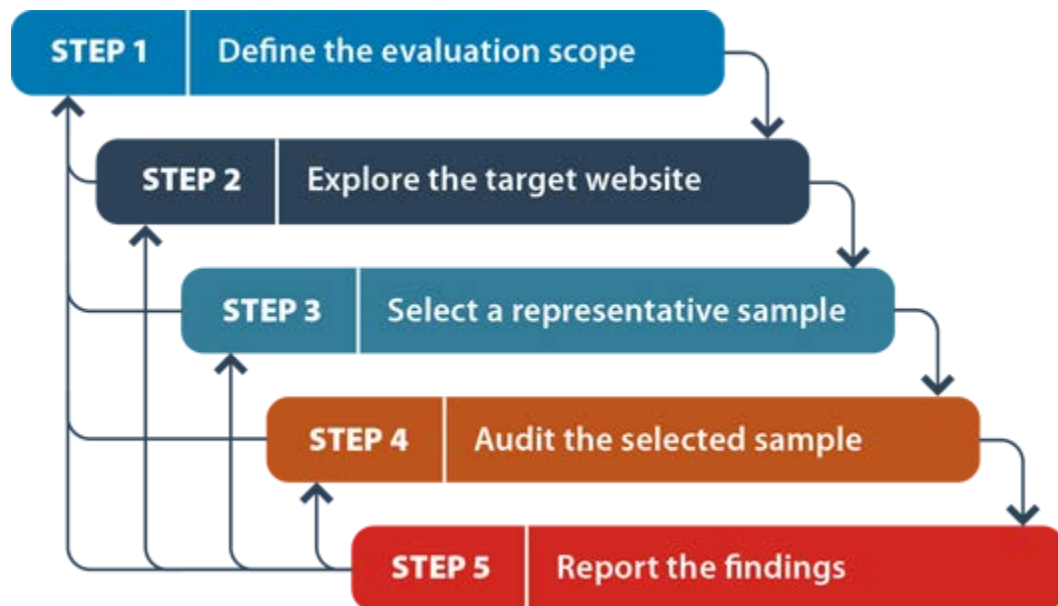 STEP 1 Define the evaluation scope
STEP 2 Explore the target website
STEP 3 Select a representative sample
STEP 4 Audit the selected sample
STEP 5 Report the findings